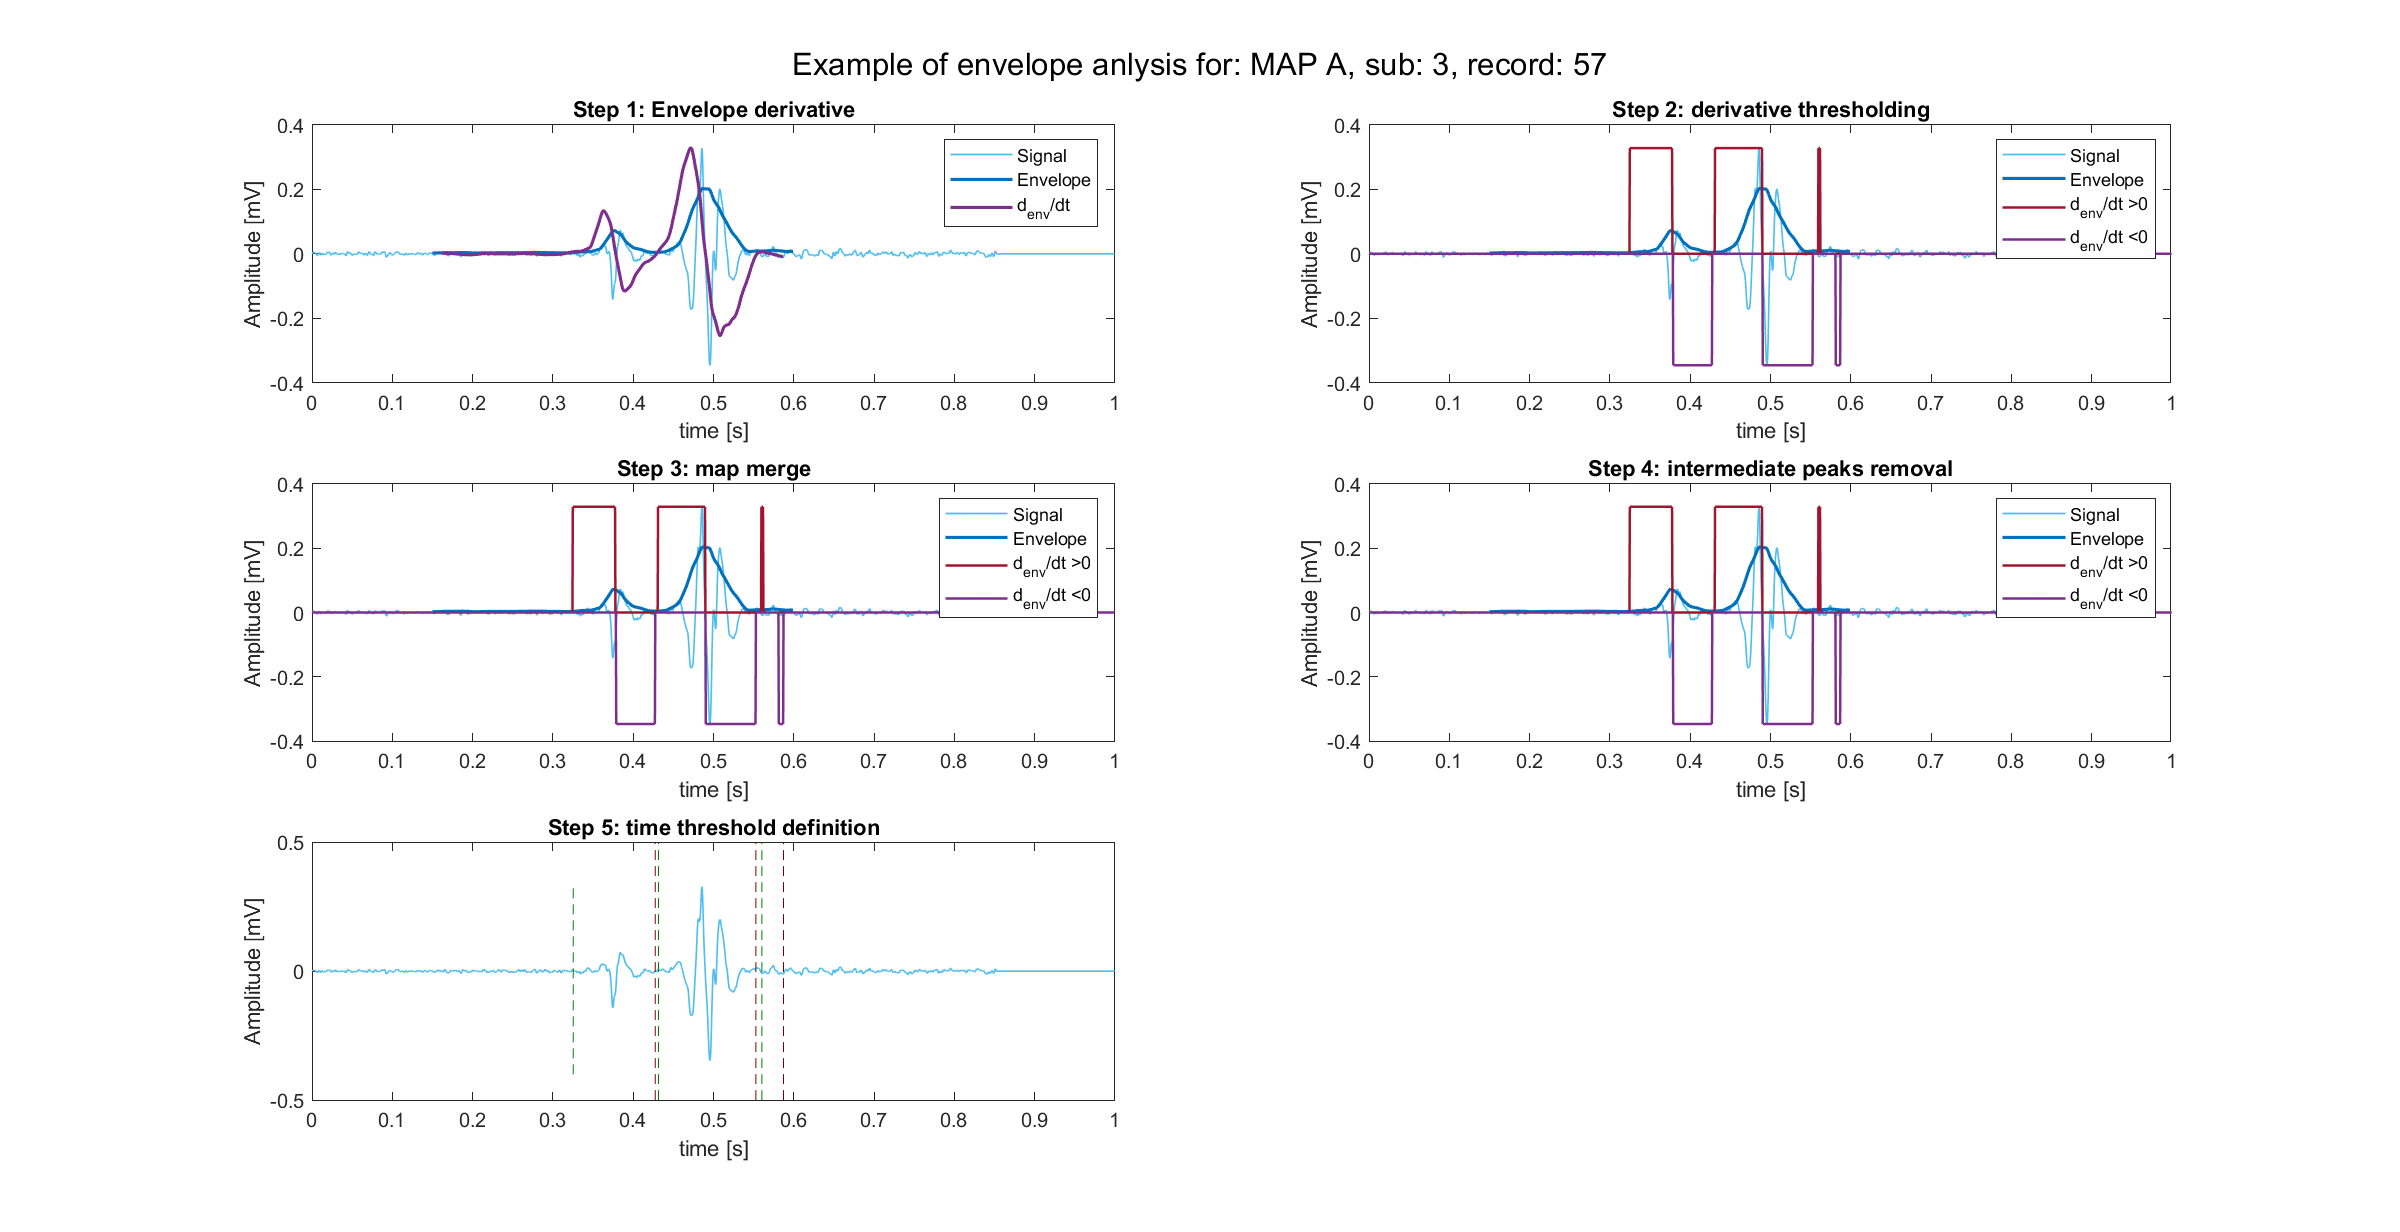 Example of envelope anlysis for: MAP A, sub: 3, record: 57
Step 1: Envelope derivative
Amplitude [mV]
0.4
0.2
0
-0.2
-0.4
Signal
Envelope
d_env/dt
0 0.1 0.2 0.3 0.4 0.5 0.6 0.7 0.8 0.9 1
time [s]
Step 2: derivative thresholding
Amplitude [mV]
0.4
0.2
0
-0.2
-0.4
Signal
Envelope
d_env/dt >0
d_env/dt <0
0 0.1 0.2 0.3 0.4 0.5 0.6 0.7 0.8 0.9 1
time [s]
Step 3: map merge
Amplitude [mV]
0.4
0.2
0
-0.2
-0.4
Signal
Envelope
d_env/dt >0
d_env/dt <0
0 0.1 0.2 0.3 0.4 0.5 0.6 0.7 0.8 0.9 1
time [s]
Step 4: intermediate peaks removal
Amplitude [mV]
0.4
0.2
0
-0.2
-0.4
Signal
Envelope
d_env/dt >0
d_env/dt <0
0 0.1 0.2 0.3 0.4 0.5 0.6 0.7 0.8 0.9 1
time [s]
Step 5: time threshold definition
Amplitude [mV]
0.5
0
-0.5
0 0.1 0.2 0.3 0.4 0.5 0.6 0.7 0.8 0.9 1
time [s]